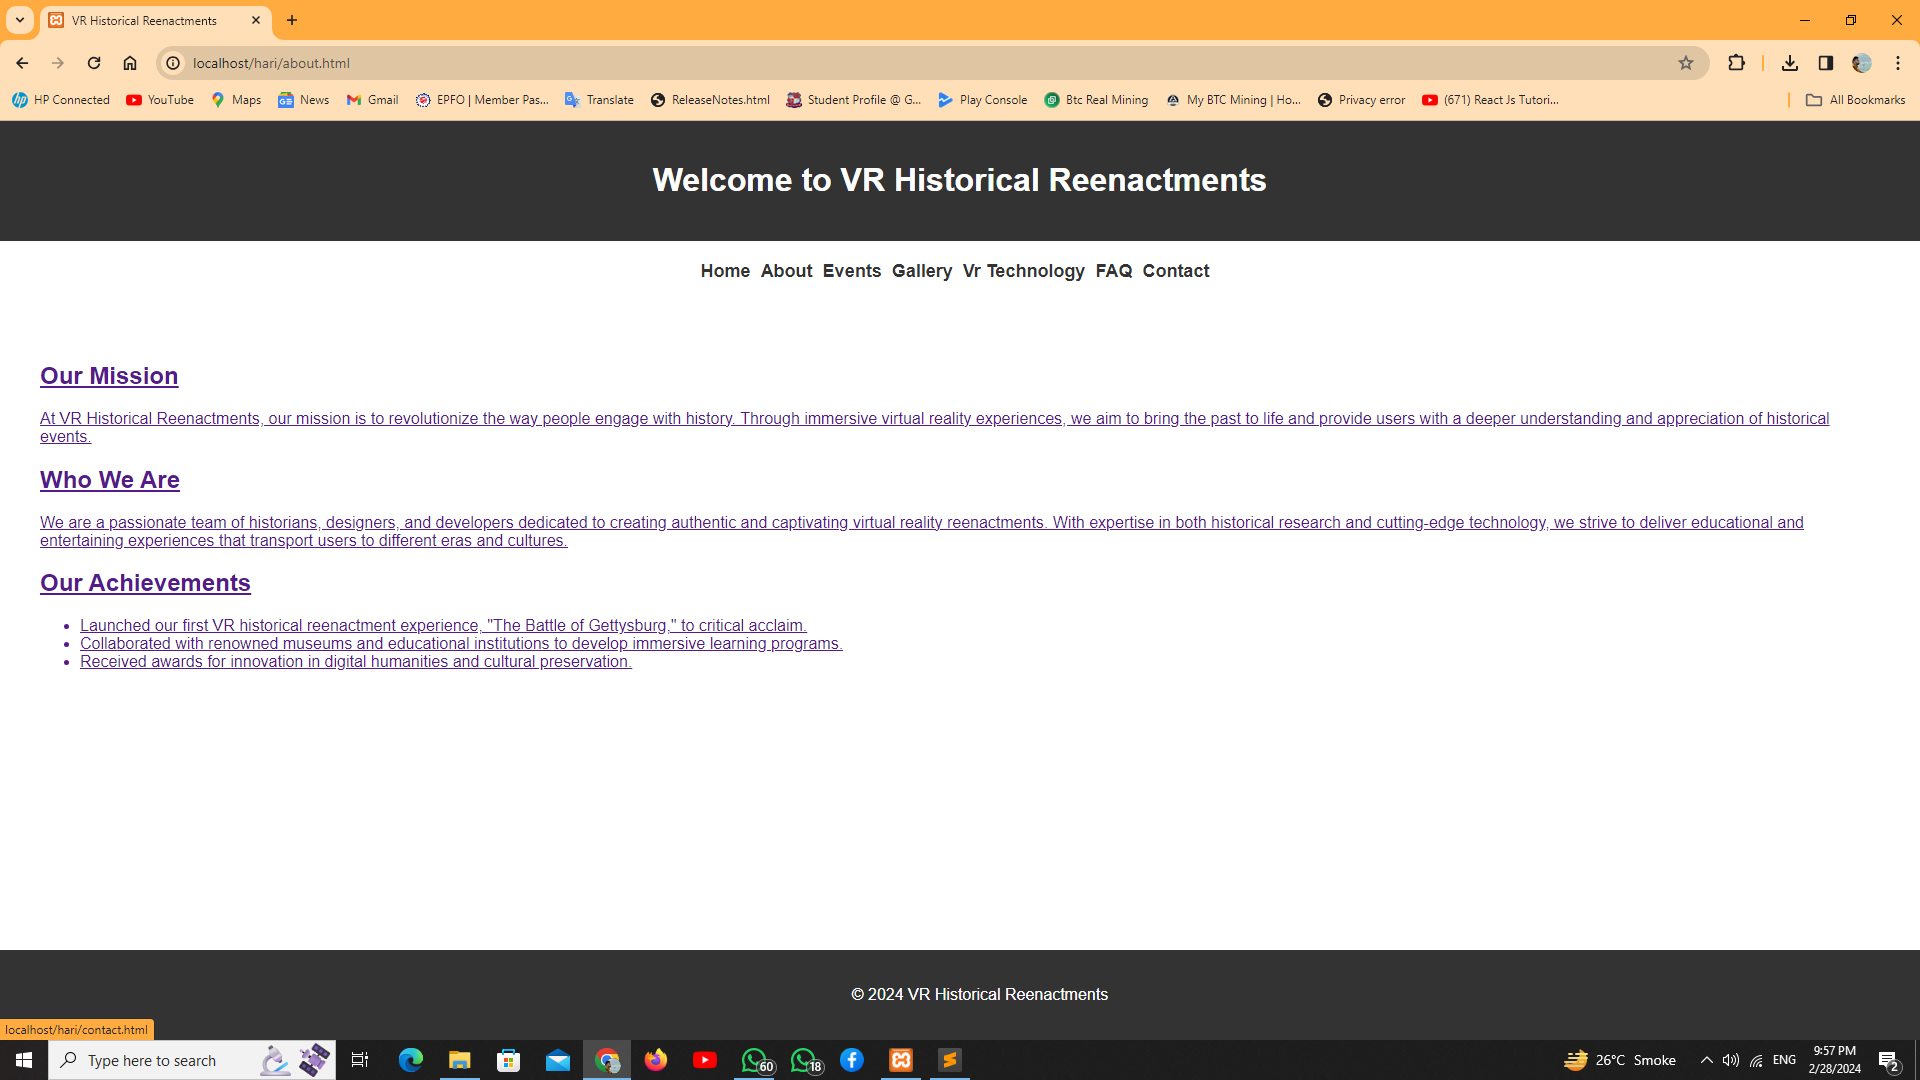 VR Historical Reenactments
localhost/hari/about.html
HP Connected YouTube Maps News Gmail EPFO | Member Pas... Translate ReleaseNotes.html Student Profile @ G... Play Console Btc Real Mining My BTC Mining | Ho... Privacy error (671) React Js Tutori... All Bookmarks
Welcome to VR Historical Reenactments
Home About Events Gallery Vr Technology FAQ Contact
Our Mission
At VR Historical Reenactments, our mission is to revolutionize the way people engage with history. Through immersive virtual reality experiences, we aim to bring the past to life and provide users with a deeper understanding and appreciation of historical
events.
Who We Are
We are a passionate team of historians, designers, and developers dedicated to creating authentic and captivating virtual reality reenactments. With expertise in both historical research and cutting-edge technology, we strive to deliver educational and
entertaining experiences that transport users to different eras and cultures.
Our Achievements
Launched our first VR historical reenactment experience, "The Battle of Gettysburg," to critical acclaim.
Collaborated with renowned museums and educational institutions to develop immersive learning programs.
Received awards for innovation in digital humanities and cultural preservation.
© 2024 VR Historical Reenactments
localhost/hari/contact.html
Type here to search 60 18 26°C Smoke ENG 9:57 PM
2/28/2024 2